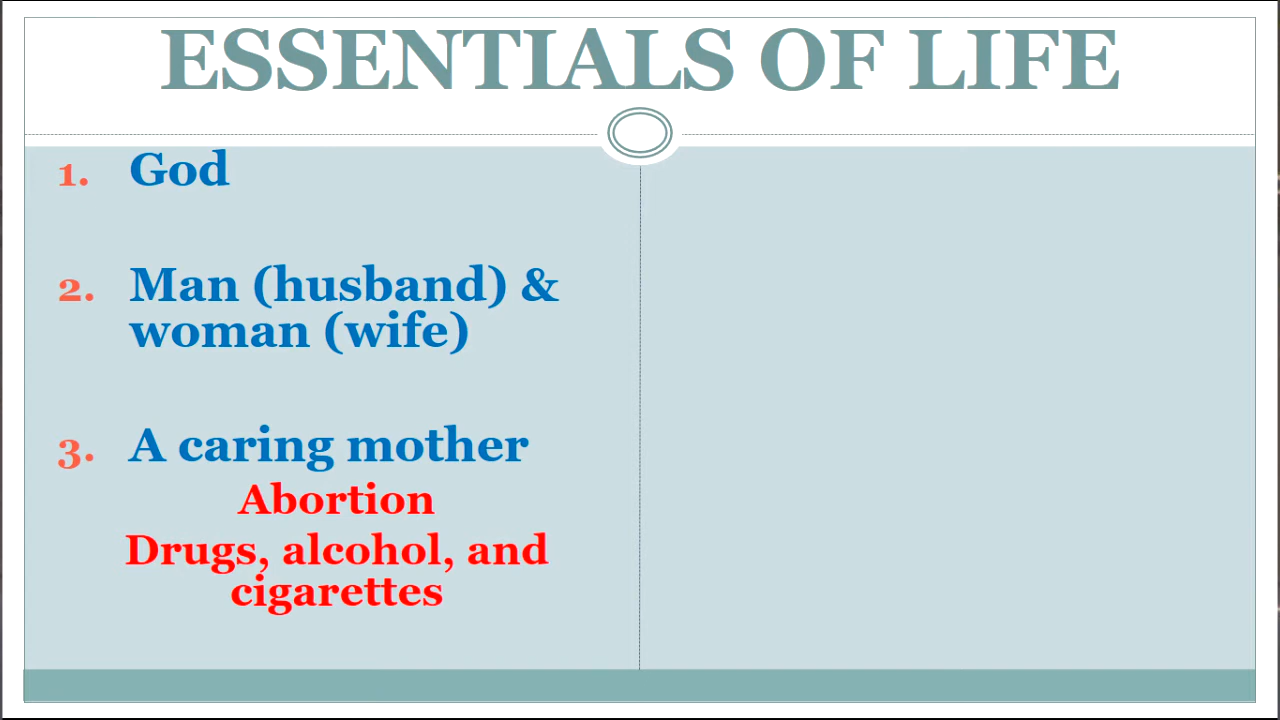 ESSENTIALS OF LIFE
1. God
2. Man (husband) &
woman (wife)
3. A caring mother
Abortion
Drugs, alcohol, and
cigarettes